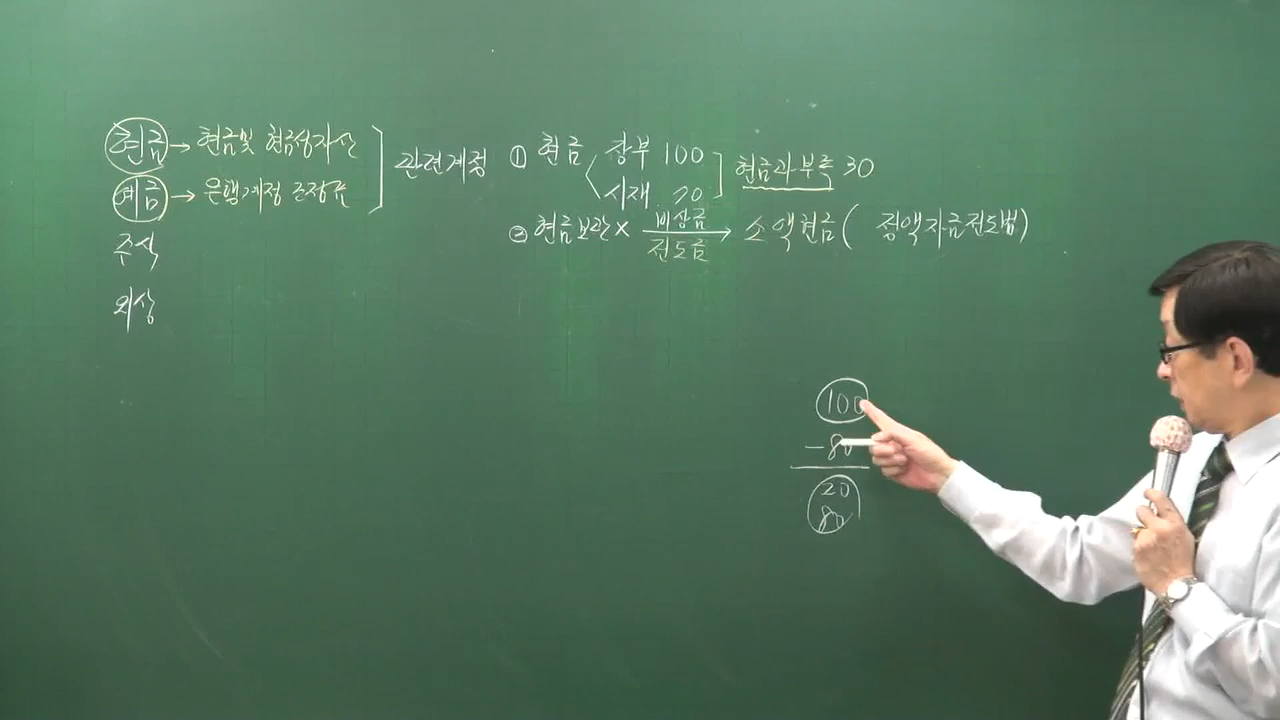 현금 → 현금및 현금성자산
예금 → 은행계정 조정표
주식
외상
관련계정
① 현금 장부 100
시재 70
현금과부족 30
② 현금보관 × 비상금 전도금 → 소액현금( 정액자금전도법)
100
-80
20
80